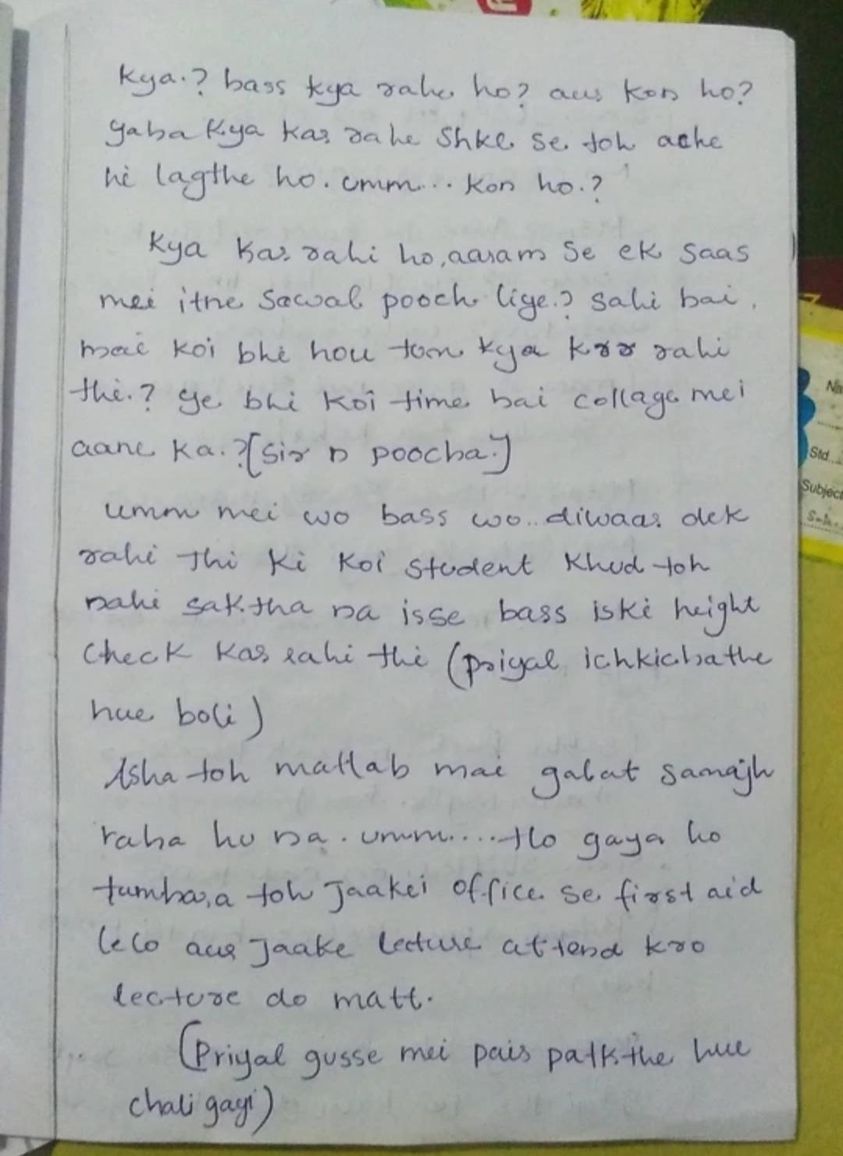 Kya.? bass kya rahe ho? aur kon ho?
yaha Kya kar rahe Shkl se toh ache
hi lagthe ho. umm... kon ho.?
Kya kar rahi ho, aaram se ek saas
mei itne sawal pooch liye.? sahi hai.
mai koi bhi hou tom kya krr rahi
thi.? ye bhi koi time hai collage mei
aane ka.? [sir n poocha.]
umm mei wo bass wo.. diwaar dek
rahi thi ki koi student khud toh
nahi saktha na isse bass iski height
check kar rahi thi (priyal ichkichathe
hue boli)
Asha toh matlab mai galat samajh
raha hu na. umm.... Ho gaya ho
tumhara toh Jaakei office se first aid
lelo aur Jaake lecture attend kro
lecture do matt.
(Priyal gusse mei pair patkthe hue
chali gayi)
Na
Std...
Subjec